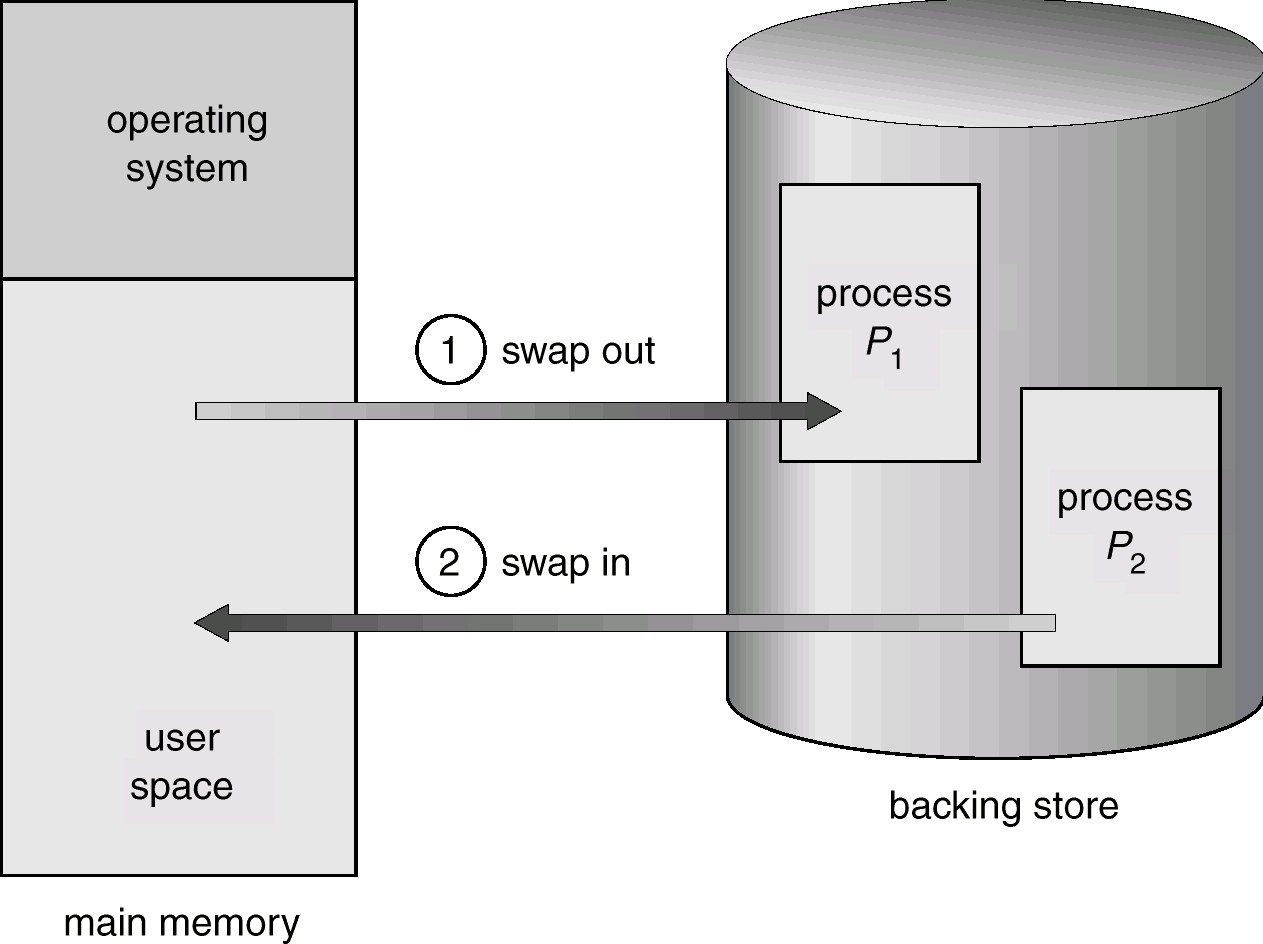 operating
system
1 swap out
2 swap in
user
space
main memory
process
P1
process
P2
backing store